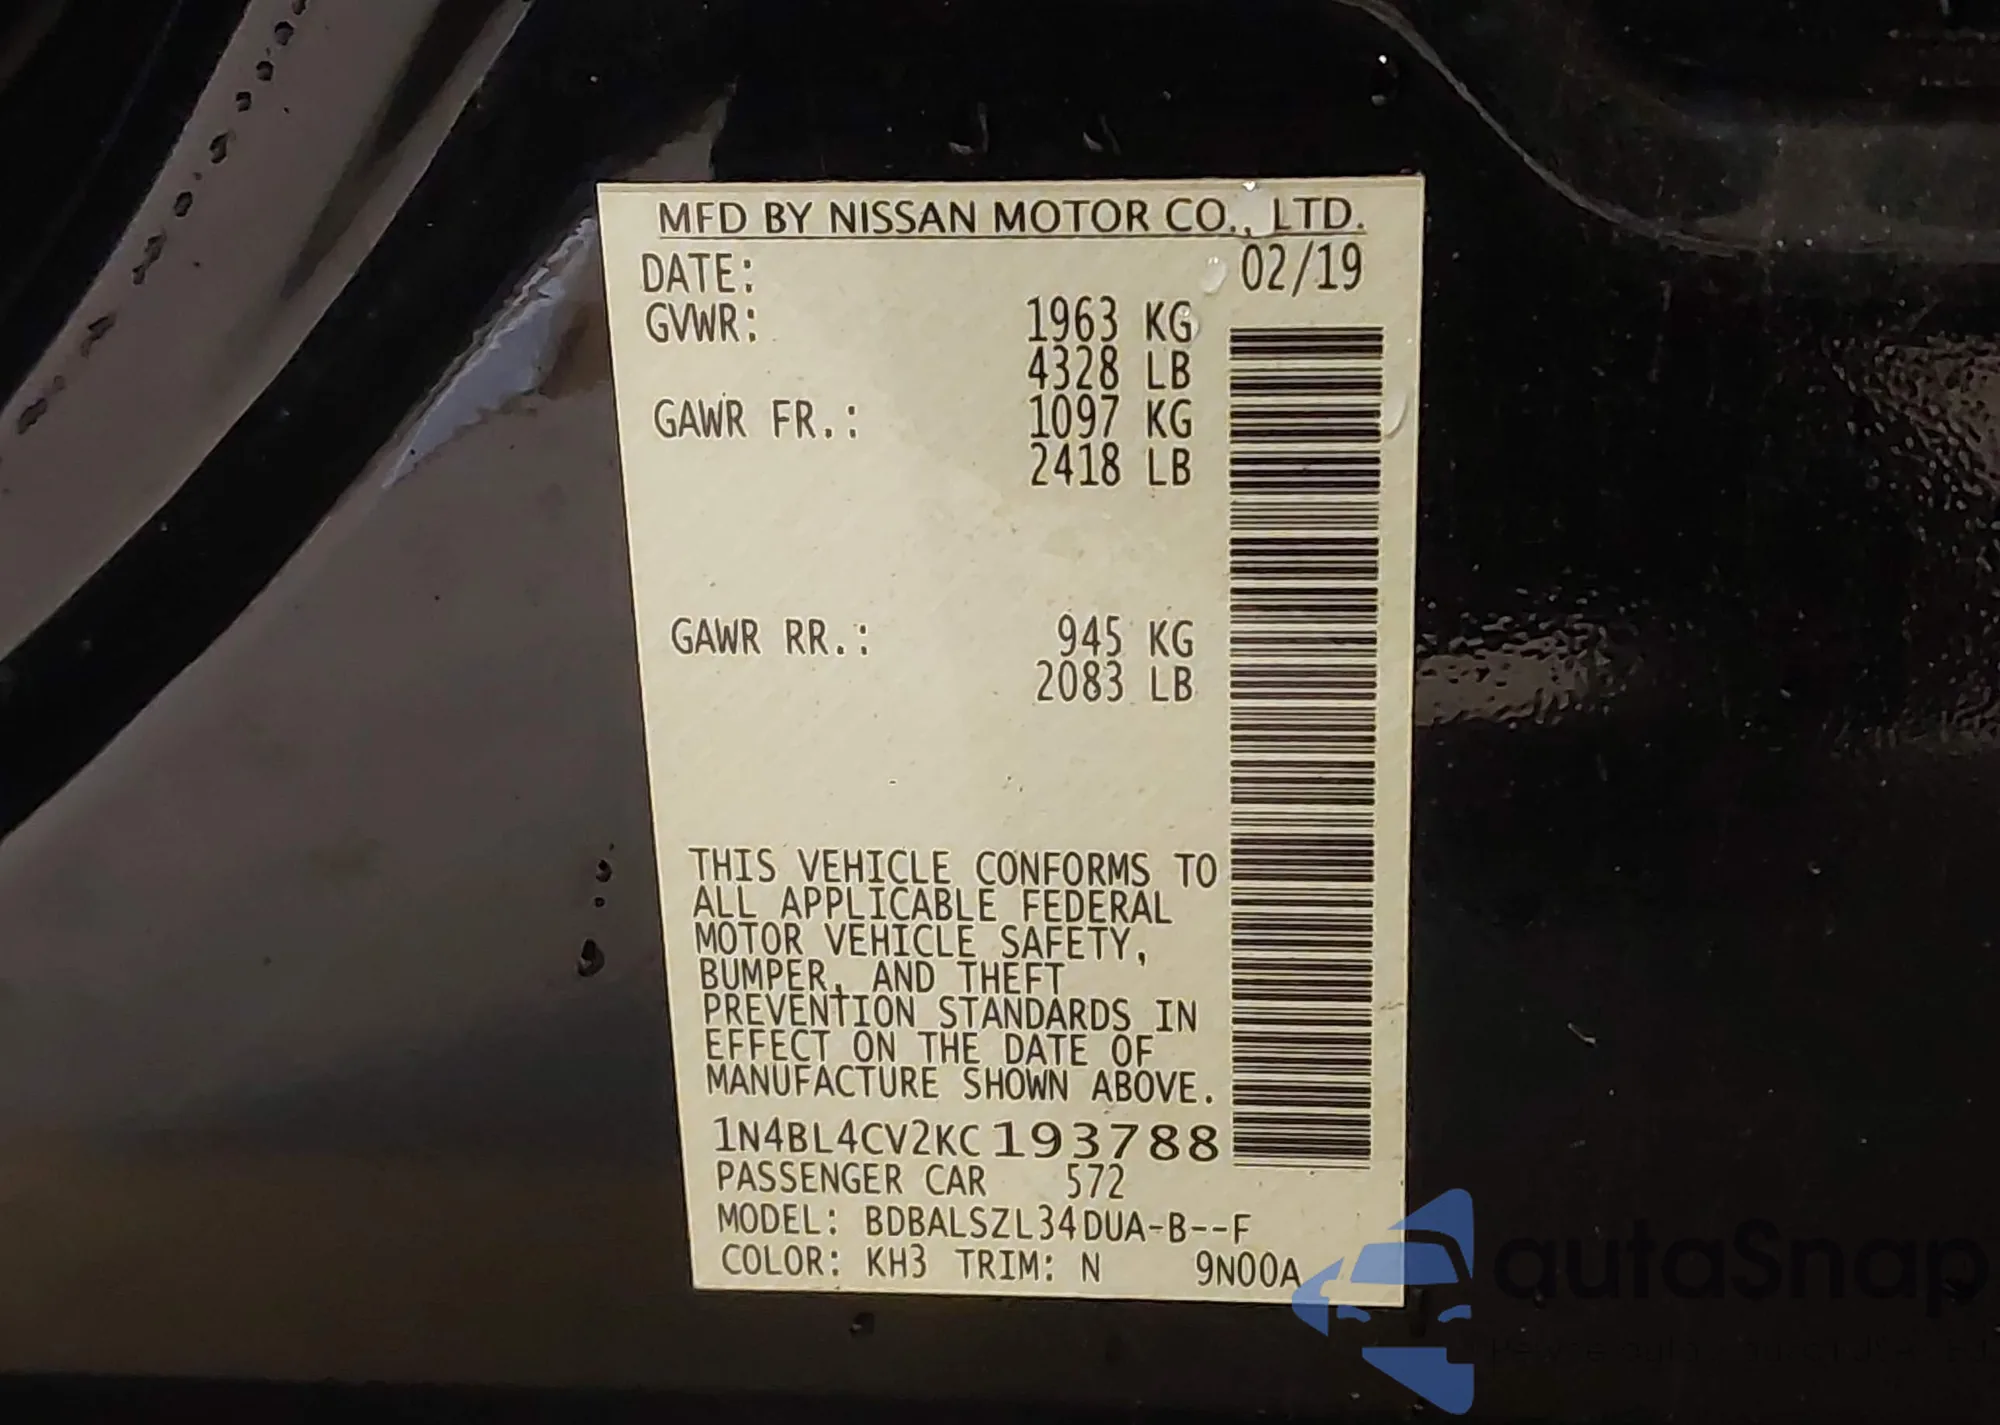 MFD BY NISSAN MOTOR CO., LTD.
DATE: 02/19
GVWR: 1963 KG
4328 LB
GAWR FR.: 1097 KG
2418 LB
GAWR RR.: 945 KG
2083 LB
THIS VEHICLE CONFORMS TO
ALL APPLICABLE FEDERAL
MOTOR VEHICLE SAFETY,
BUMPER, AND THEFT
PREVENTION STANDARDS IN
EFFECT ON THE DATE OF
MANUFACTURE SHOWN ABOVE.
1N4BL4CV2KC193788
PASSENGER CAR 572
MODEL: BDBALSZL34DUA-B--F
COLOR: KH3 TRIM: N 9N00A
autaSnap